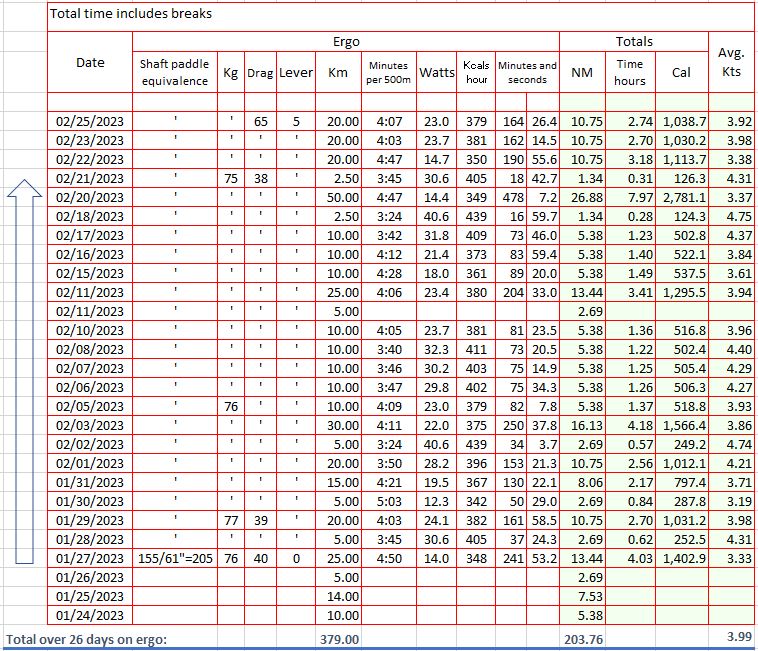 Total time includes breaks
Ergo Totals
Date Shaft paddle equivalence Kg Drag Lever Km Minutes per 500m Watts Kcals hour Minutes and seconds NM Time hours Cal Avg. Kts
02/25/2023 ' ' 65 5 20.00 4:07 23.0 379 164 26.4 10.75 2.74 1,038.7 3.92
02/23/2023 ' ' ' ' 20.00 4:03 23.7 381 162 14.5 10.75 2.70 1,030.2 3.98
02/22/2023 ' ' ' ' 20.00 4:47 14.7 350 190 55.6 10.75 3.18 1,113.7 3.38
02/21/2023 ' 75 38 ' 2.50 3:45 30.6 405 18 42.7 1.34 0.31 126.3 4.31
02/20/2023 ' ' ' ' 50.00 4:47 14.4 349 478 7.2 26.88 7.97 2,781.1 3.37
02/18/2023 ' ' ' ' 2.50 3:24 40.6 439 16 59.7 1.34 0.28 124.3 4.75
02/17/2023 ' ' ' ' 10.00 3:42 31.8 409 73 46.0 5.38 1.23 502.8 4.37
02/16/2023 ' ' ' ' 10.00 4:12 21.4 373 83 59.4 5.38 1.40 522.1 3.84
02/15/2023 ' ' ' ' 10.00 4:28 18.0 361 89 20.0 5.38 1.49 537.5 3.61
02/11/2023 ' ' ' ' 25.00 4:06 23.4 380 204 33.0 13.44 3.41 1,295.5 3.94
02/11/2023 ' ' ' ' 5.00 2.69
02/10/2023 ' ' ' ' 10.00 4:05 23.7 381 81 23.5 5.38 1.36 516.8 3.96
02/08/2023 ' ' ' ' 10.00 3:40 32.3 411 73 20.5 5.38 1.22 502.4 4.40
02/07/2023 ' ' ' ' 10.00 3:46 30.2 403 75 14.9 5.38 1.25 505.4 4.29
02/06/2023 ' ' ' ' 10.00 3:47 29.8 402 75 34.3 5.38 1.26 506.3 4.27
02/05/2023 ' 76 ' ' 10.00 4:09 23.0 379 82 7.8 5.38 1.37 518.8 3.93
02/03/2023 ' ' ' ' 30.00 4:11 22.0 375 250 37.8 16.13 4.18 1,566.4 3.86
02/02/2023 ' ' ' ' 5.00 3:24 40.6 439 34 3.7 2.69 0.57 249.2 4.74
02/01/2023 ' ' ' ' 20.00 3:50 28.2 396 153 21.3 10.75 2.56 1,012.1 4.21
01/31/2023 ' ' ' ' 15.00 4:21 19.5 367 130 22.1 8.06 2.17 797.4 3.71
01/30/2023 ' ' ' ' 5.00 5:03 12.3 342 50 29.0 2.69 0.84 287.8 3.19
01/29/2023 ' 77 39 ' 20.00 4:03 24.1 382 161 58.5 10.75 2.70 1,031.2 3.98
01/28/2023 ' ' ' ' 5.00 3:45 30.6 405 37 24.3 2.69 0.62 252.5 4.31
01/27/2023 155/61"=205 76 40 0 25.00 4:50 14.0 348 241 53.2 13.44 4.03 1,402.9 3.33
01/26/2023 5.00 2.69
01/25/2023 14.00 7.53
01/24/2023 10.00 5.38
Total over 26 days on ergo: 379.00 203.76 3.99